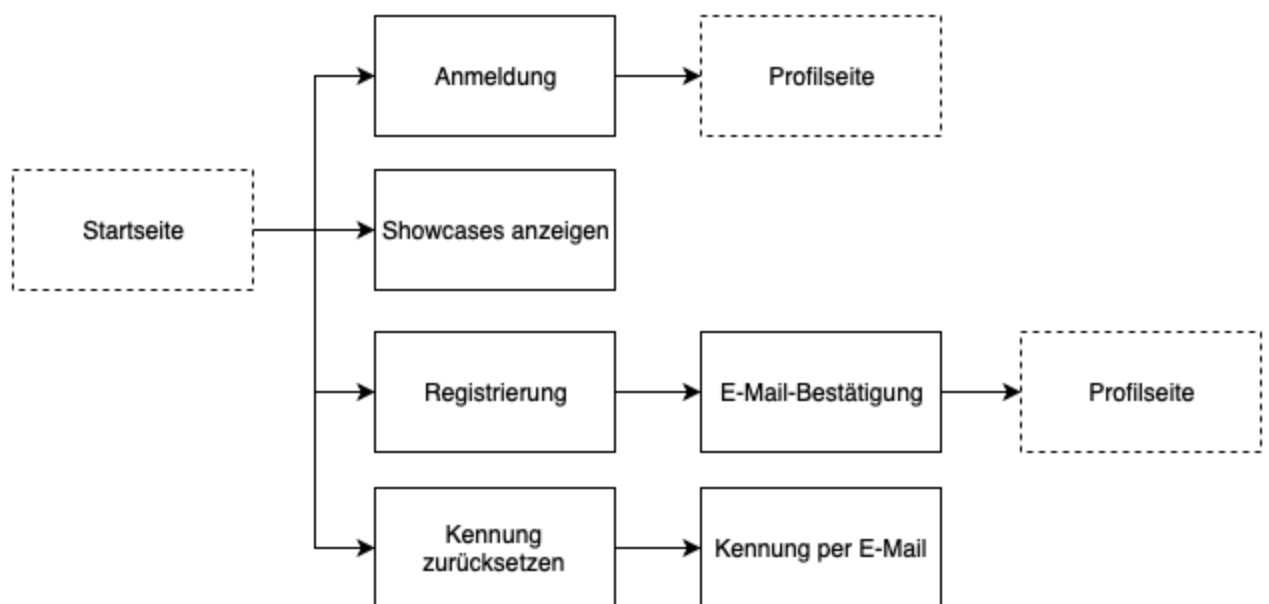 Anmeldung
Profilseite
Startseite
Showcases anzeigen
Registrierung
E-Mail-Bestätigung
Profilseite
Kennung
zurücksetzen
Kennung per E-Mail